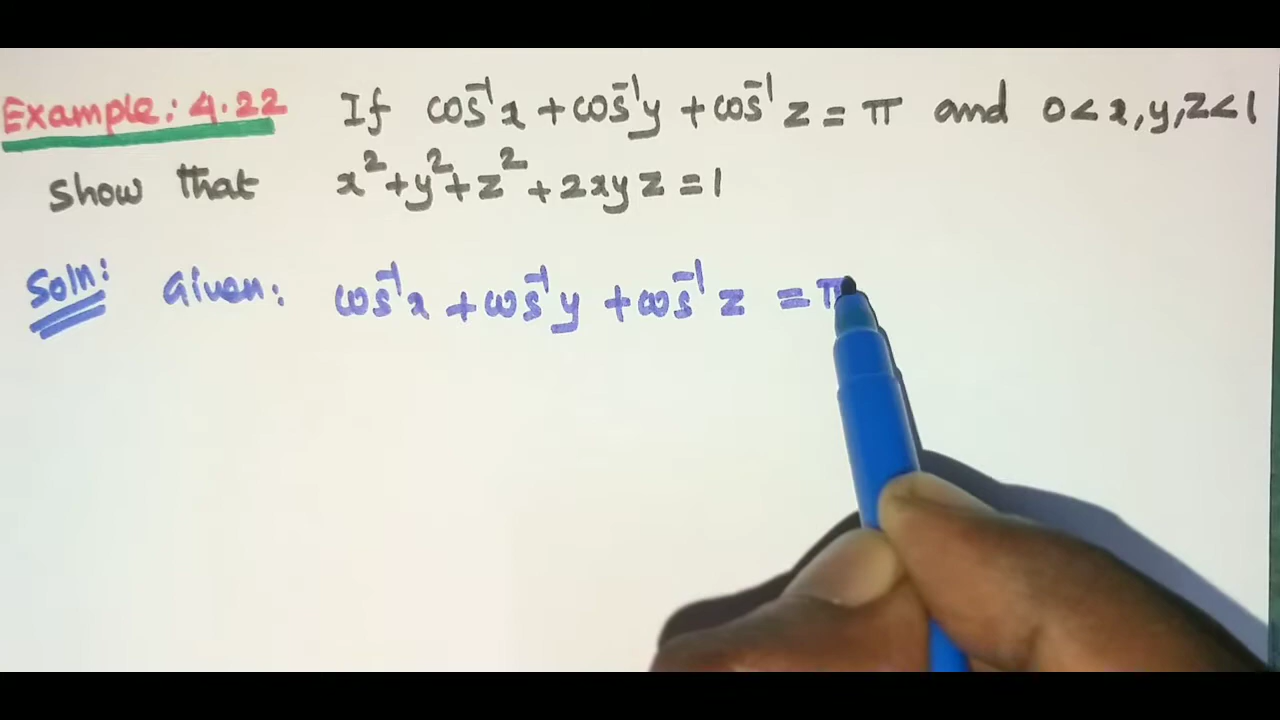 Example: 4.22 If cos⁻¹x + cos⁻¹y + cos⁻¹z = π and 0<x,y,z<1
Show that x² + y² + z² + 2xyz = 1
Soln: Given: cos⁻¹x + cos⁻¹y + cos⁻¹z = π